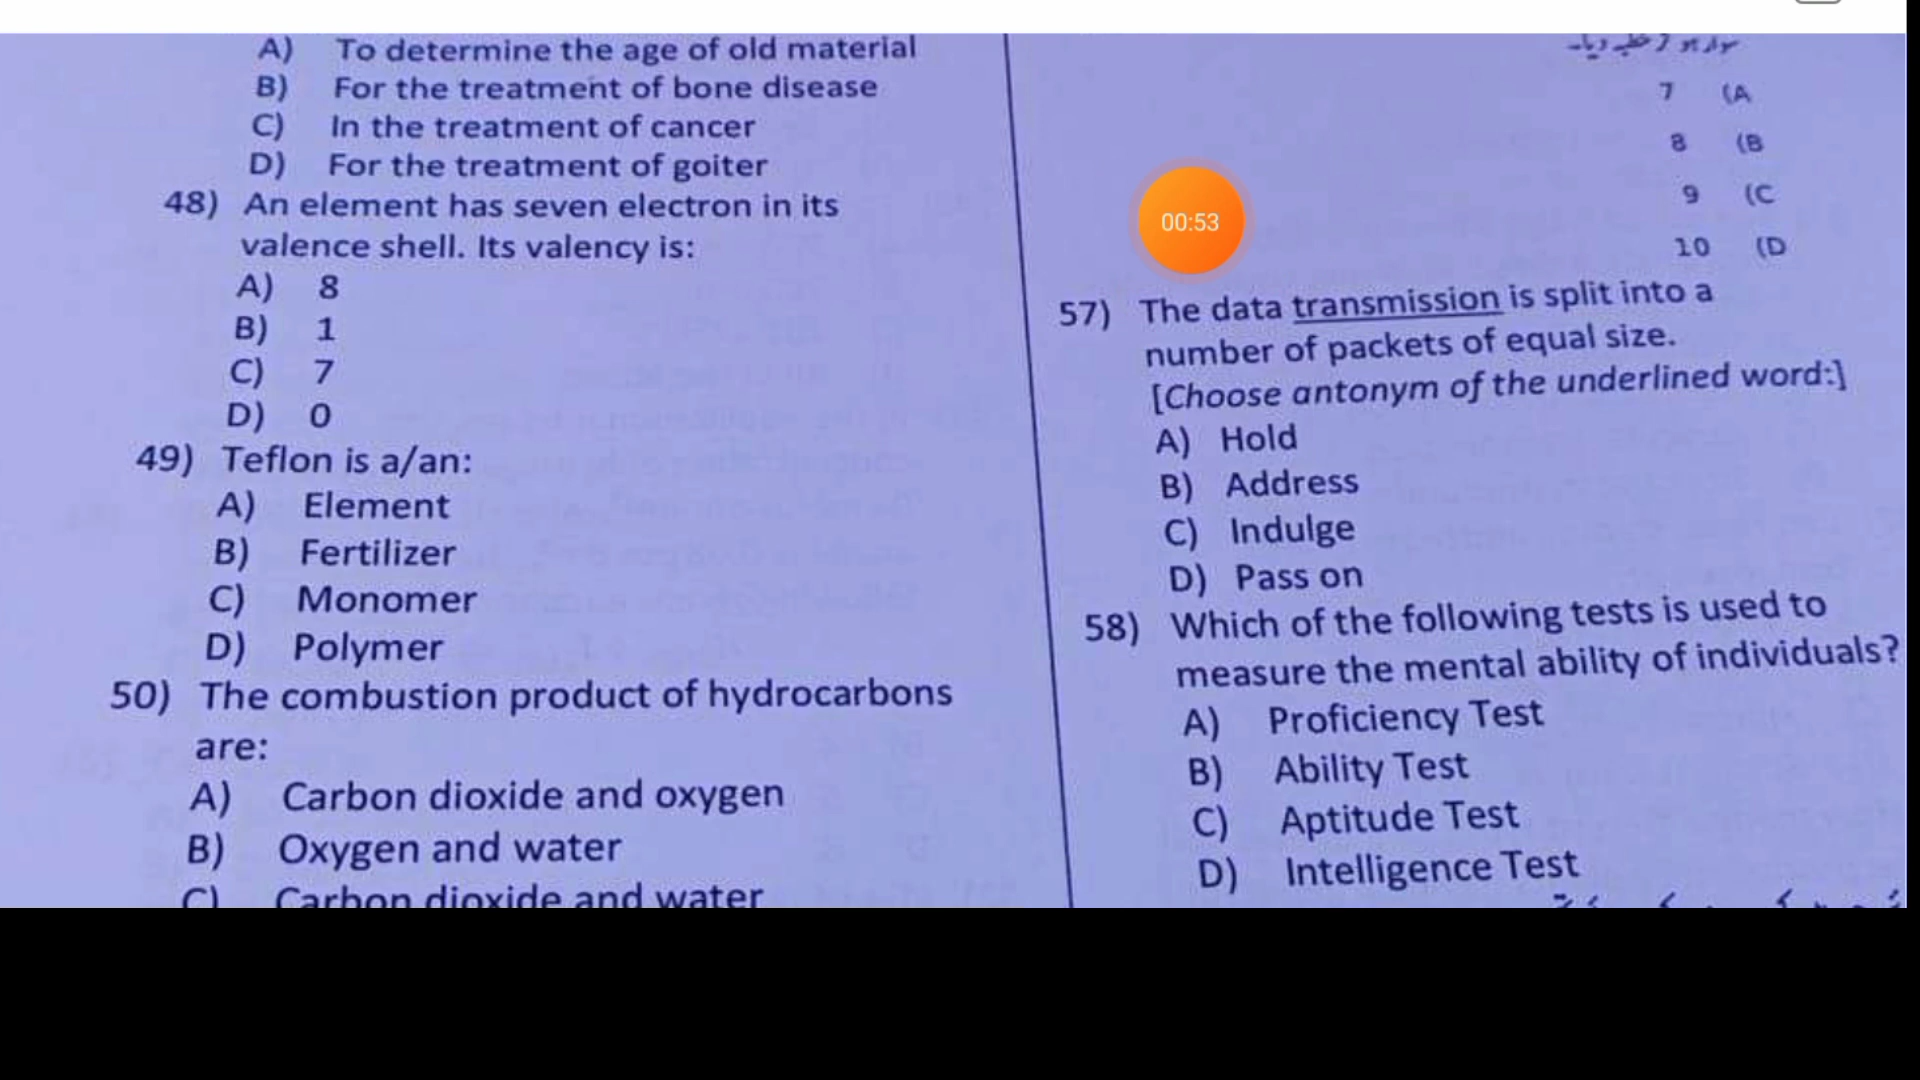 A) To determine the age of old material
B) For the treatment of bone disease
C) In the treatment of cancer
D) For the treatment of goiter
48) An element has seven electron in its
valence shell. Its valency is:
A) 8
B) 1
C) 7
D) 0
49) Teflon is a/an:
A) Element
B) Fertilizer
C) Monomer
D) Polymer
50) The combustion product of hydrocarbons
are:
A) Carbon dioxide and oxygen
B) Oxygen and water
C) Carbon dioxide and water
7 (A
8 (B
9 (C
10 (D
00:53
57) The data transmission is split into a
number of packets of equal size.
[Choose antonym of the underlined word:]
A) Hold
B) Address
C) Indulge
D) Pass on
58) Which of the following tests is used to
measure the mental ability of individuals?
A) Proficiency Test
B) Ability Test
C) Aptitude Test
D) Intelligence Test